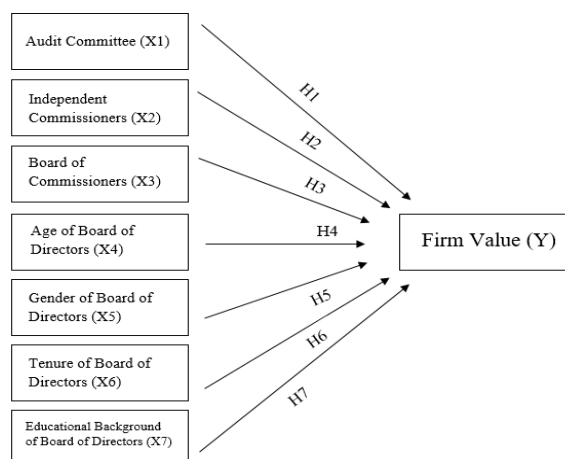 Audit Committee (X1)
H1
Independent
Commissioners (X2)
H2
Board of
Commissioners (X3)
H3
Age of Board of
Directors (X4)
H4
Firm Value (Y)
Gender of Board of
Directors (X5)
H5
Tenure of Board of
Directors (X6)
H6
Educational Background
of Board of Directors (X7)
H7